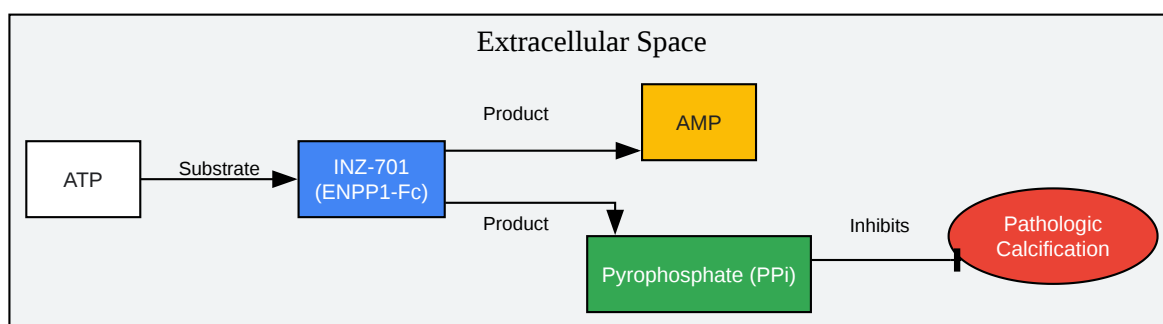 Extracellular Space
ATP
Substrate
INZ-701
(ENPP1-Fc)
Product
AMP
Product
Pyrophosphate (PPi)
Inhibits
Pathologic
Calcification